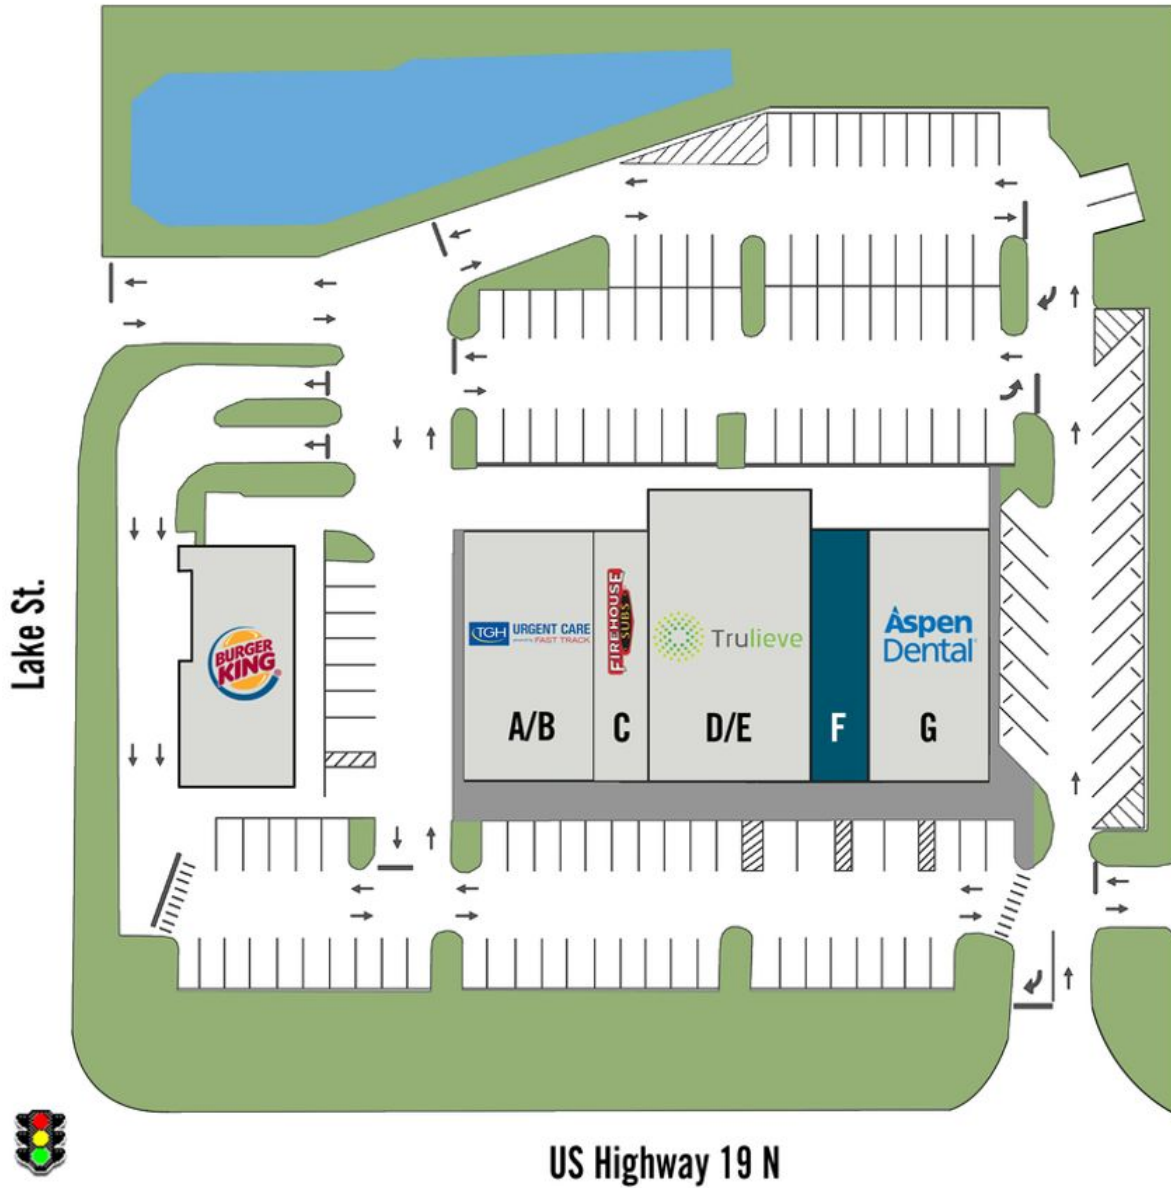 Lake St.
BURGER
KING
®
TGH URGENT CARE
FAST TRACK
FIREHOUSE
SUBS
Trulieve
Aspen
Dental
A/B
C
D/E
F
G
US Highway 19 N